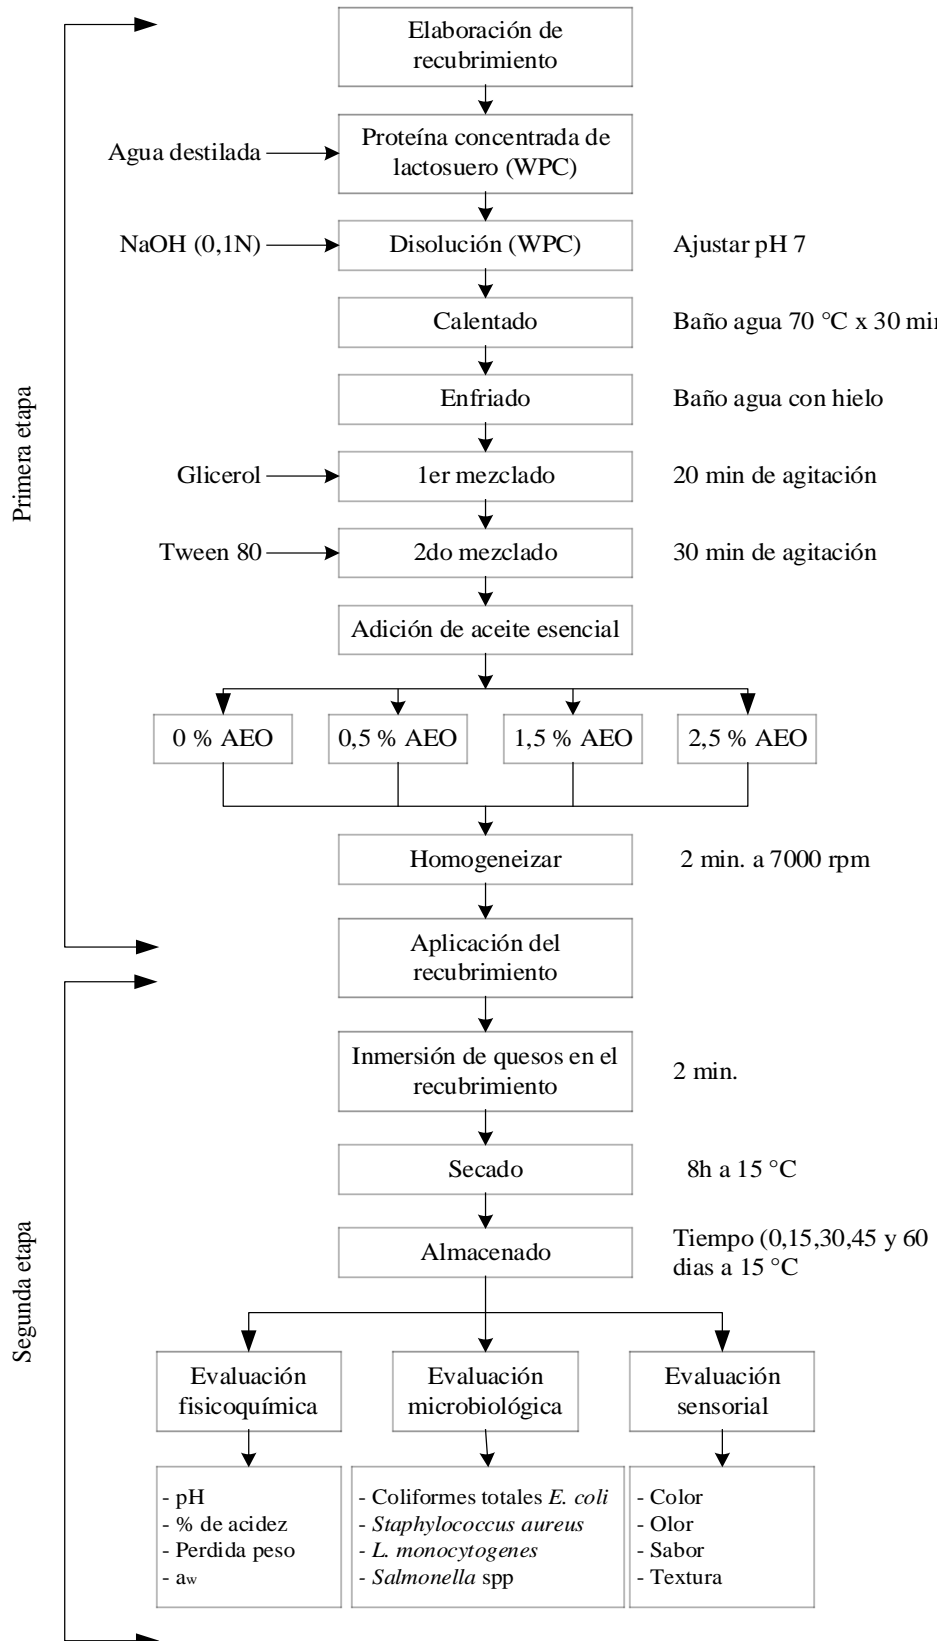 Elaboración de
recubrimiento
Agua destilada
Proteína concentrada de
lactosuero (WPC)
NaOH (0,1N)
Disolución (WPC)
Ajustar pH 7
Calentado
Baño agua 70 °C x 30 min
Enfriado
Baño agua con hielo
Primera etapa
Glicerol
1er mezclado
20 min de agitación
Tween 80
2do mezclado
30 min de agitación
Adición de aceite esencial
0 % AEO
0,5 % AEO
1,5 % AEO
2,5 % AEO
Homogeneizar
2 min. a 7000 rpm
Aplicación del
recubrimiento
Inmersión de quesos en el
recubrimiento
2 min.
Secado
8h a 15 °C
Segunda etapa
Almacenado
Tiempo (0,15,30,45 y 60
dias a 15 °C
Evaluación
fisicoquímica
Evaluación
microbiológica
Evaluación
sensorial
- pH
- % de acidez
- Perdida peso
- aw
- Coliformes totales E. coli
- Staphylococcus aureus
- L. monocytogenes
- Salmonella spp
- Color
- Olor
- Sabor
- Textura